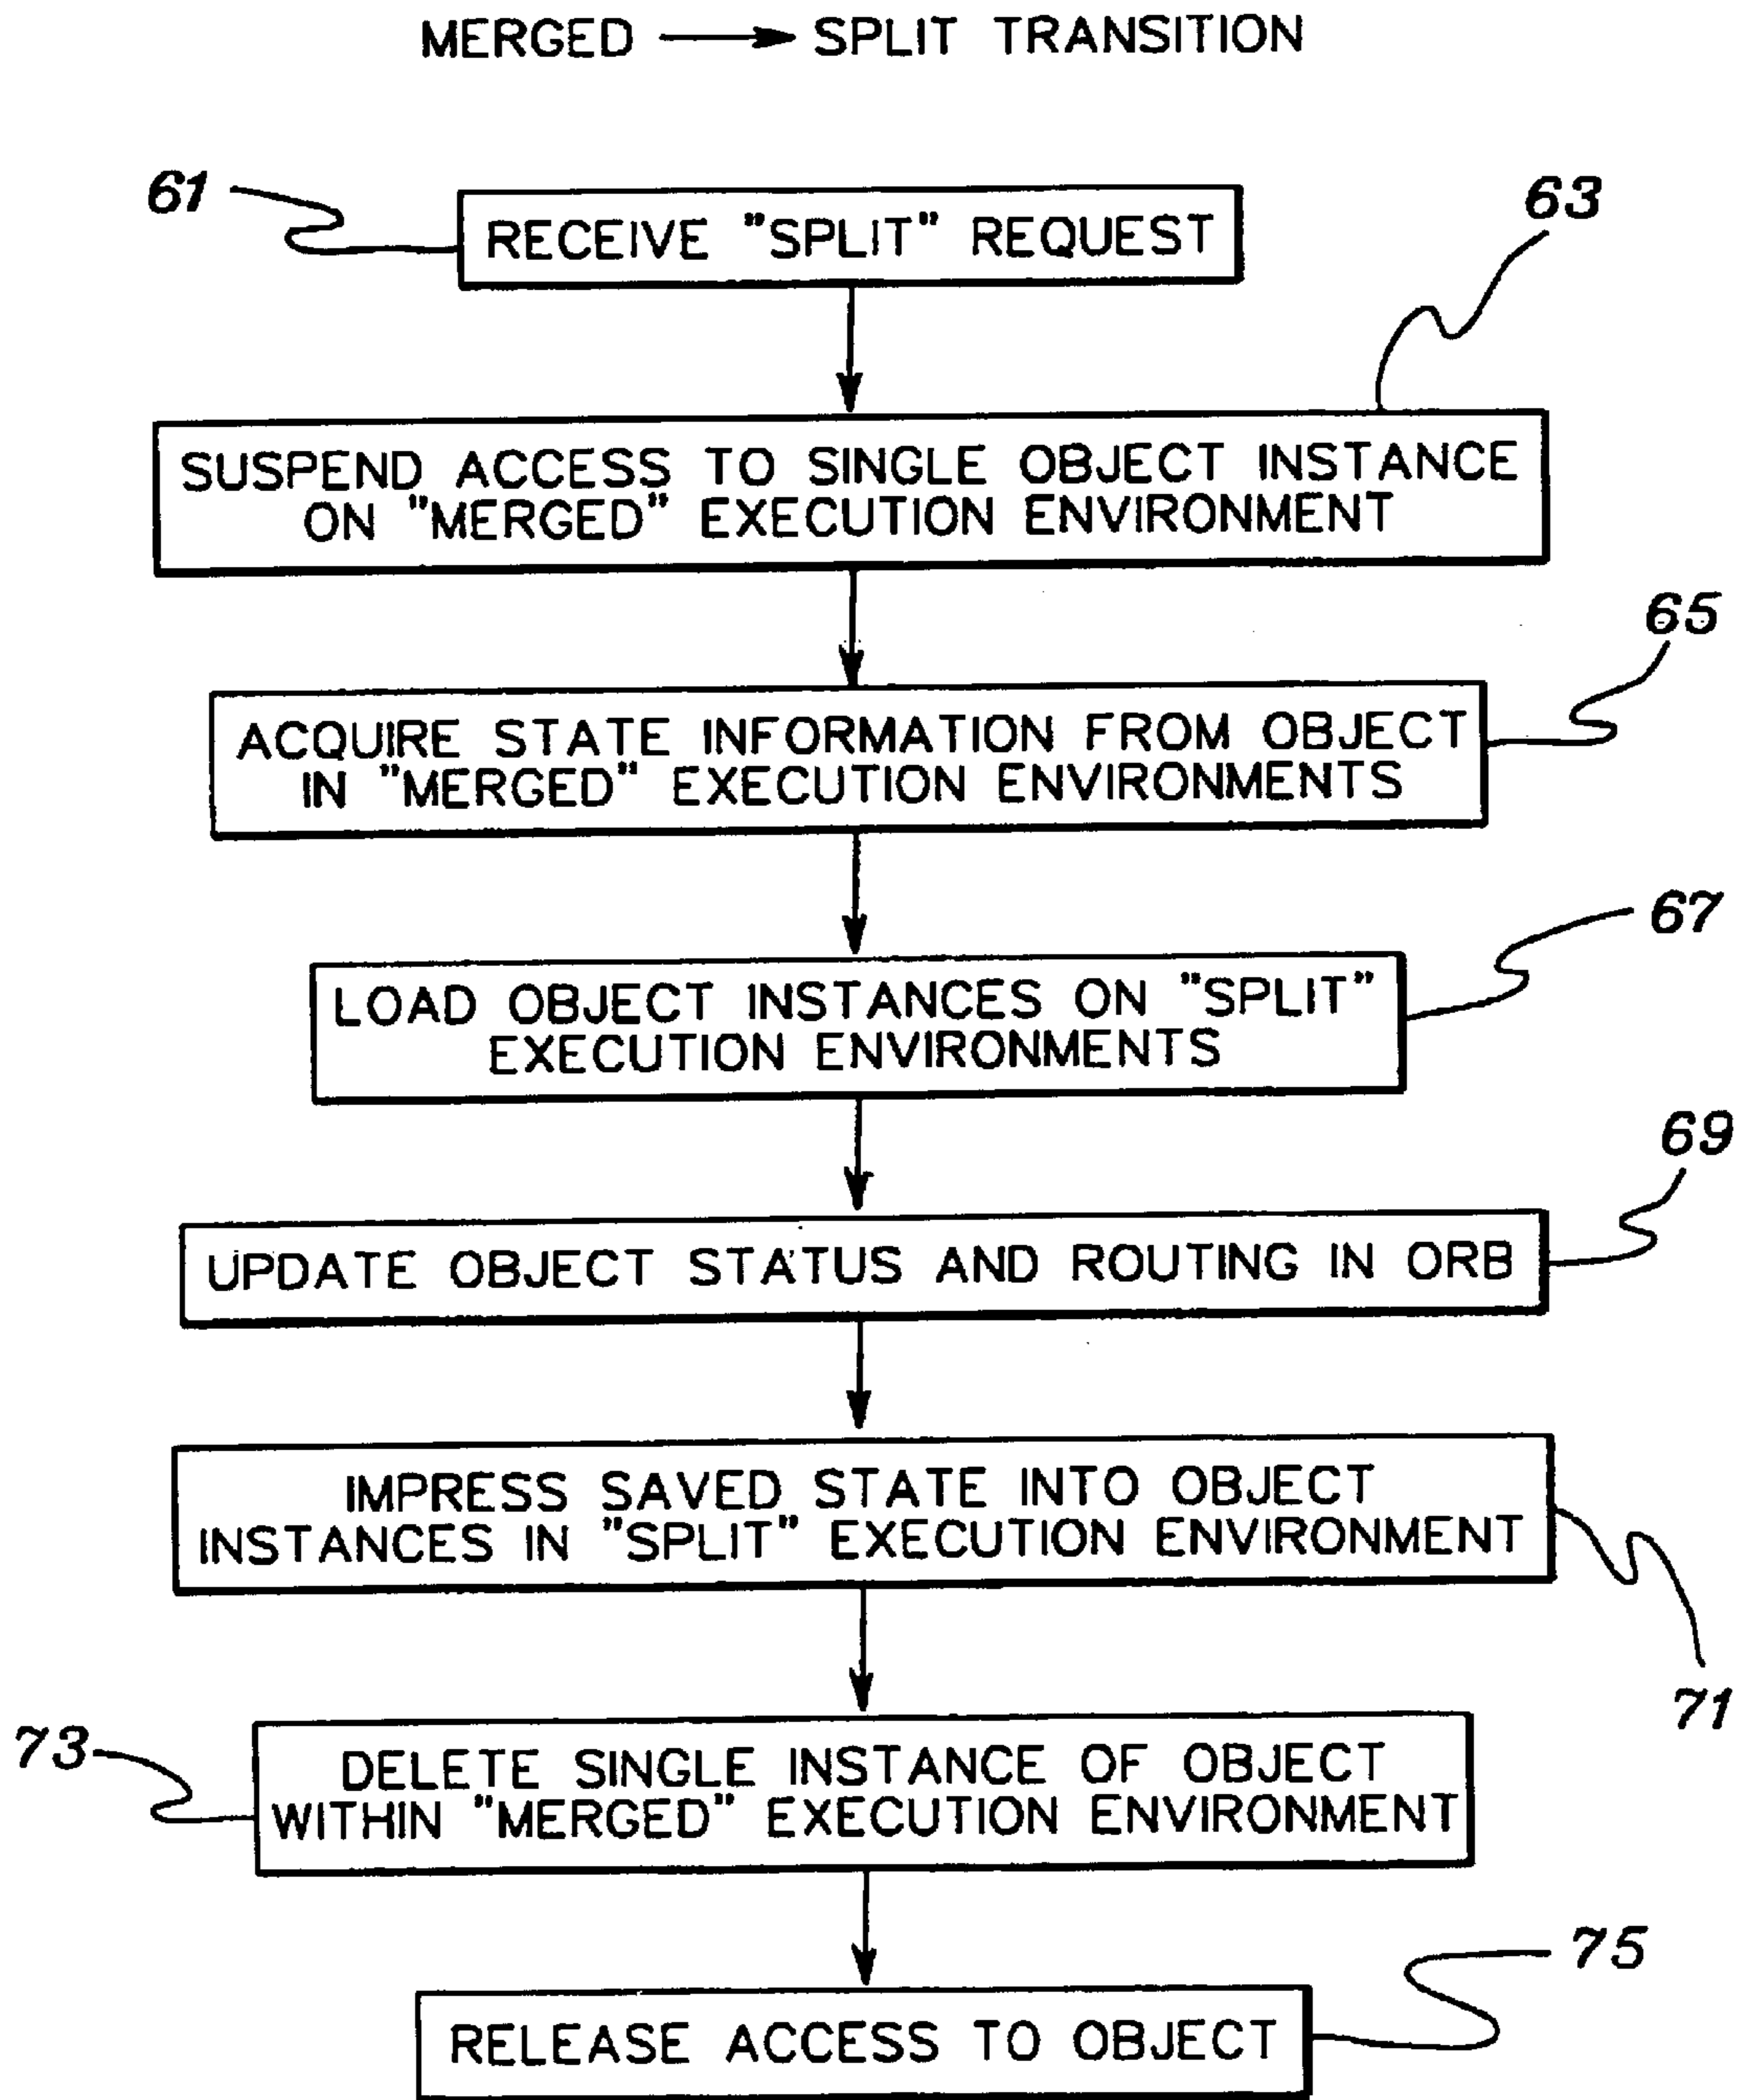 MERGED → SPLIT TRANSITION
61
RECEIVE "SPLIT" REQUEST
63
SUSPEND ACCESS TO SINGLE OBJECT INSTANCE
ON "MERGED" EXECUTION ENVIRONMENT
65
ACQUIRE STATE INFORMATION FROM OBJECT
IN "MERGED" EXECUTION ENVIRONMENTS
67
LOAD OBJECT INSTANCES ON "SPLIT"
EXECUTION ENVIRONMENTS
69
UPDATE OBJECT STATUS AND ROUTING IN ORB
IMPRESS SAVED STATE INTO OBJECT
INSTANCES IN "SPLIT" EXECUTION ENVIRONMENT
71
73
DELETE SINGLE INSTANCE OF OBJECT
WITHIN "MERGED" EXECUTION ENVIRONMENT
75
RELEASE ACCESS TO OBJECT